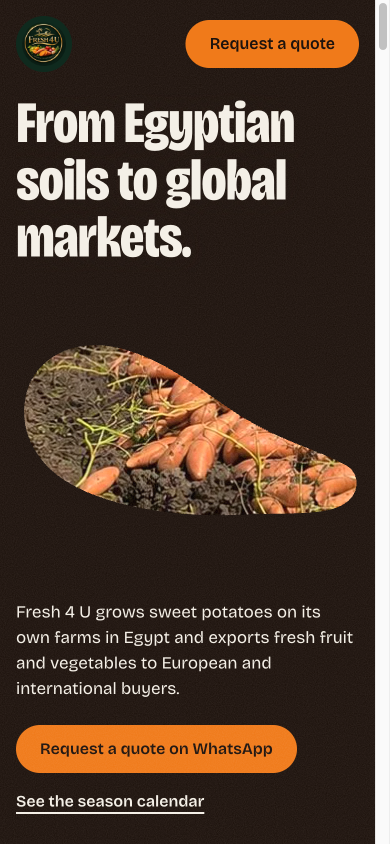 FRESH 4U
Request a quote
From Egyptian
soils to global
markets.
Fresh 4 U grows sweet potatoes on its
own farms in Egypt and exports fresh fruit
and vegetables to European and
international buyers.
Request a quote on WhatsApp
See the season calendar